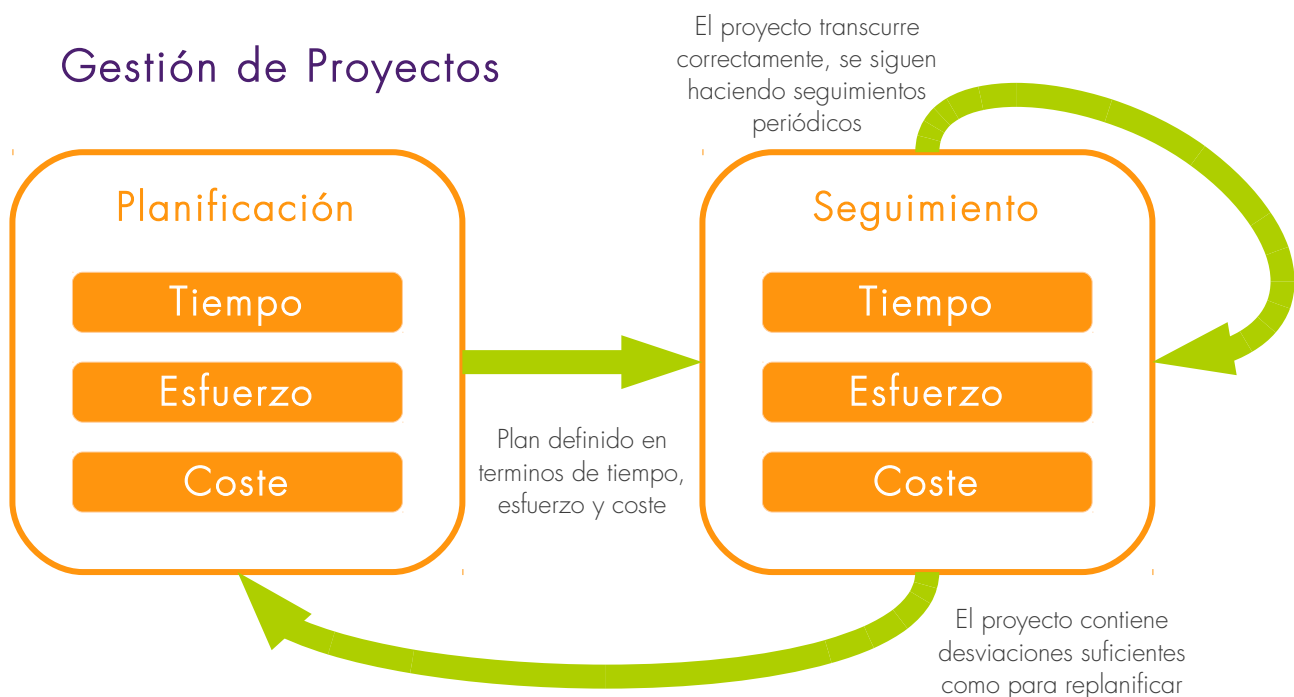 Gestión de Proyectos
El proyecto transcurre
correctamente, se siguen
haciendo seguimientos
periódicos
Planificación
Tiempo
Esfuerzo
Coste
Plan definido en
terminos de tiempo,
esfuerzo y coste
Seguimiento
Tiempo
Esfuerzo
Coste
El proyecto contiene
desviaciones suficientes
como para replanificar